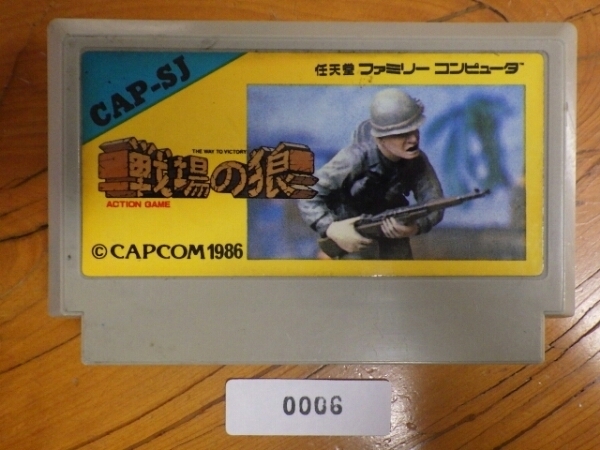 CAP-SJ
任天堂 ファミリー コンピュータ
THE WAY TO VICTORY
戦場の狼
ACTION GAME
©CAPCOM 1986
0006